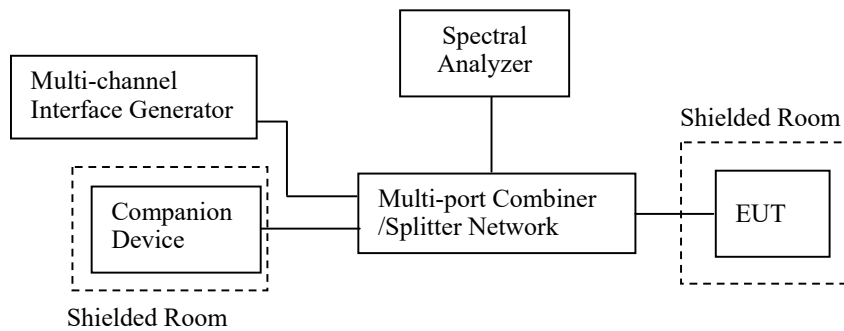 Spectral
Analyzer
Multi-channel
Interface Generator
Shielded Room
Companion
Device
Multi-port Combiner
/Splitter Network
EUT
Shielded Room